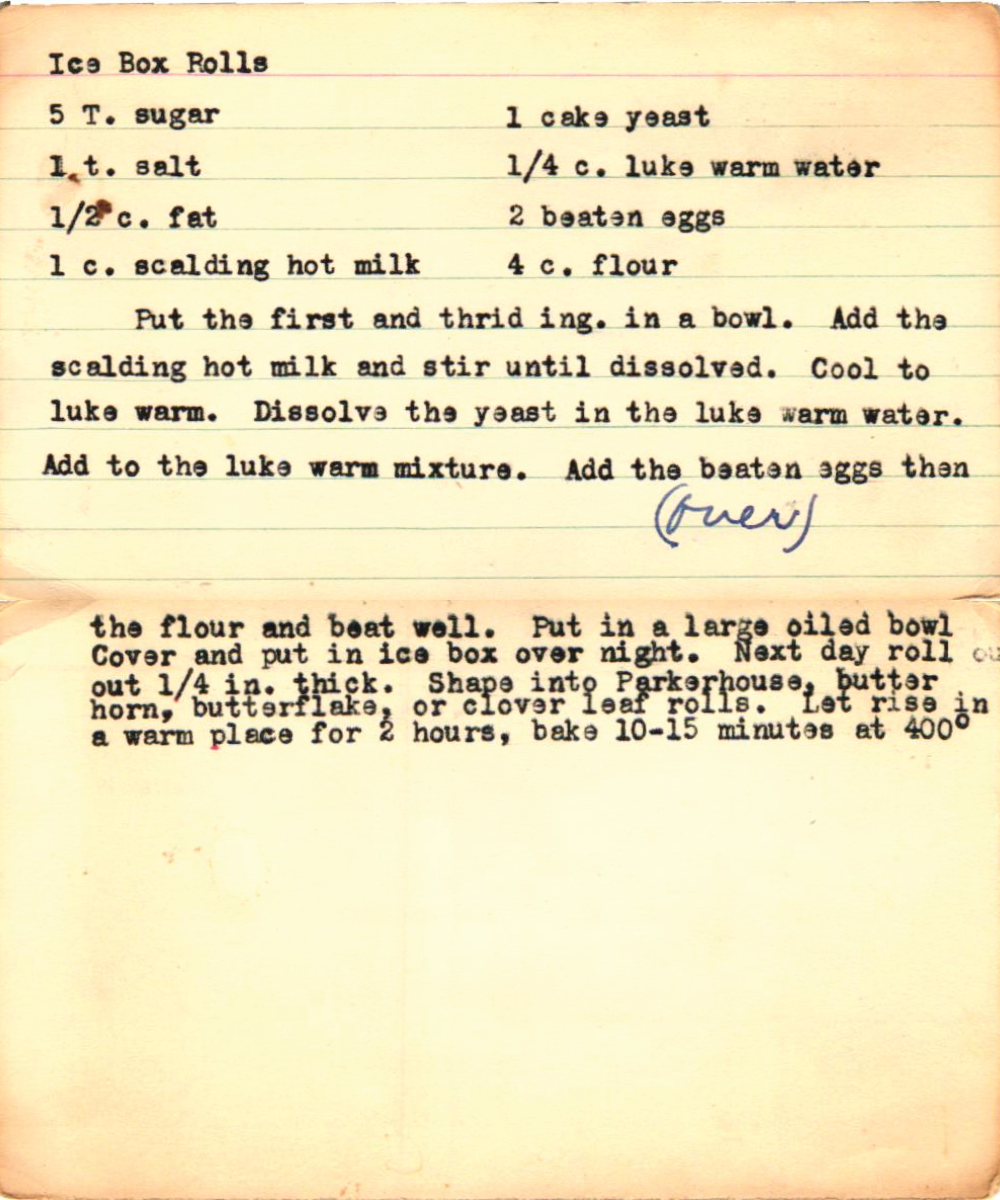 Ice Box Rolls
5 T. sugar 1 cake yeast
1 t. salt 1/4 c. luke warm water
1/2 c. fat 2 beaten eggs
1 c. scalding hot milk 4 c. flour
Put the first and thrid ing. in a bowl. Add the
scalding hot milk and stir until dissolved. Cool to
luke warm. Dissolve the yeast in the luke warm water.
Add to the luke warm mixture. Add the beaten eggs then
(over)
the flour and beat well. Put in a large oiled bowl
Cover and put in ice box over night. Next day roll ou
out 1/4 in. thick. Shape into Parkerhouse, butter
horn, butterflake, or clover leaf rolls. Let rise in
a warm place for 2 hours, bake 10-15 minutes at 400°